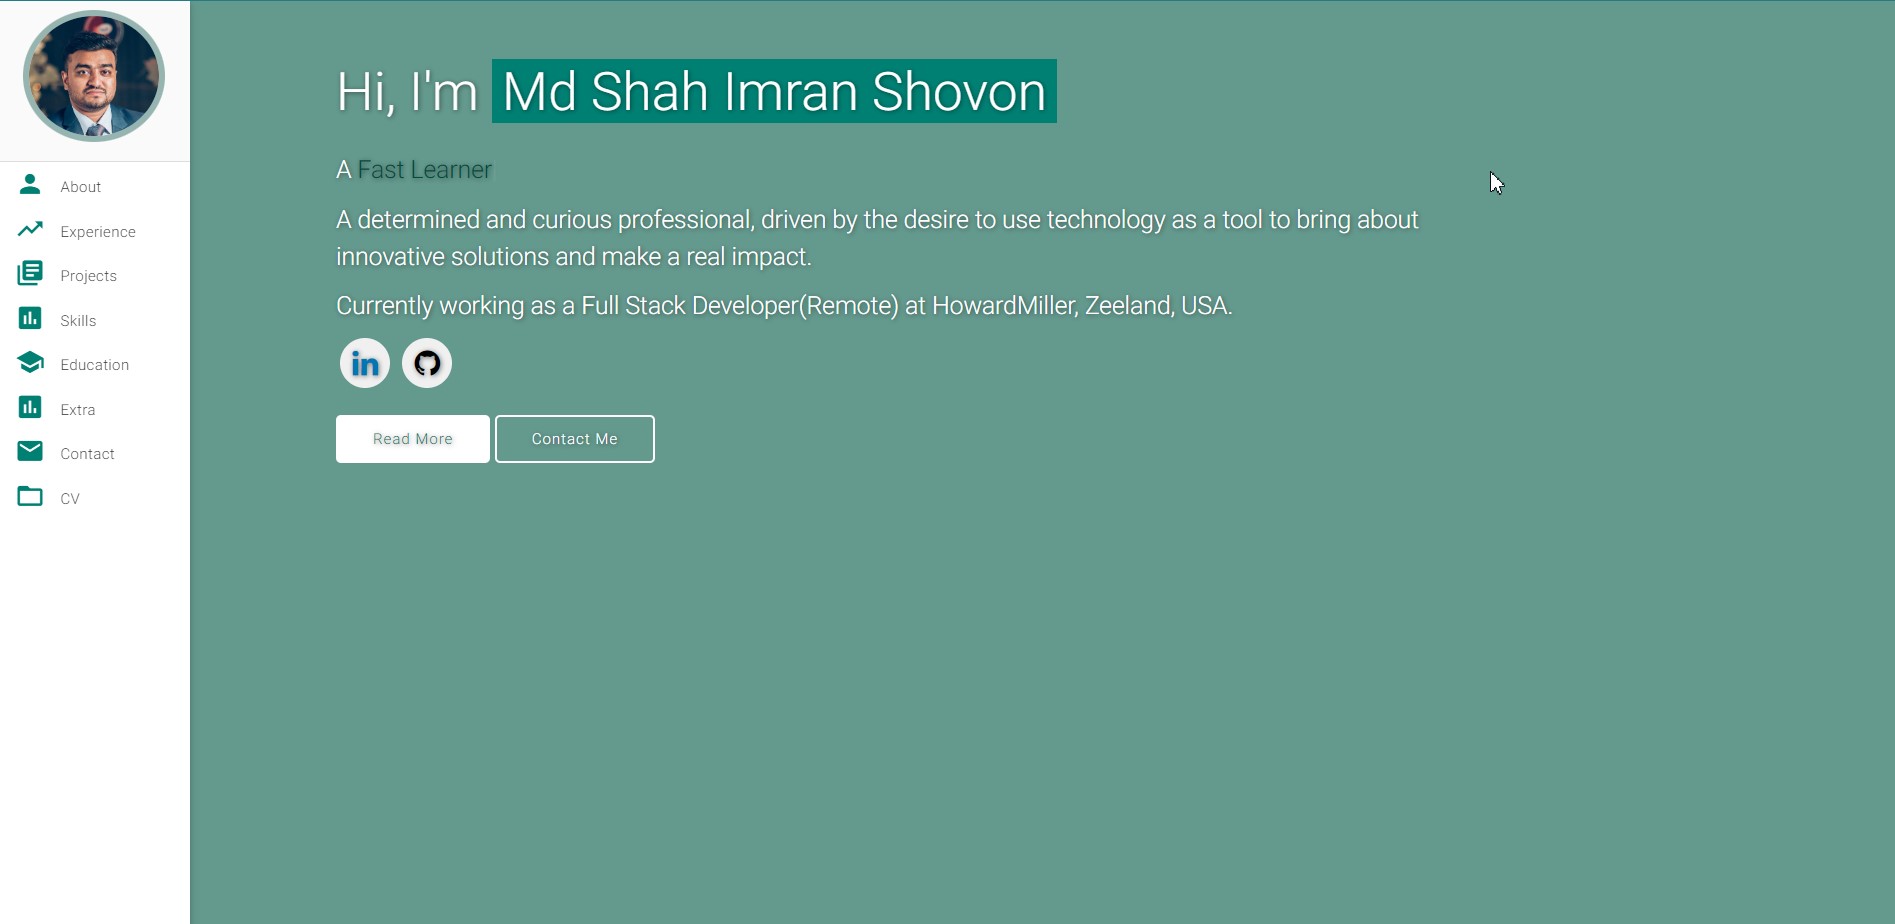 About
Experience
Projects
Skills
Education
Extra
Contact
CV
Hi, I'm Md Shah Imran Shovon
A Fast Learner
A determined and curious professional, driven by the desire to use technology as a tool to bring about
innovative solutions and make a real impact.
Currently working as a Full Stack Developer(Remote) at HowardMiller, Zeeland, USA.
in
Read More
Contact Me